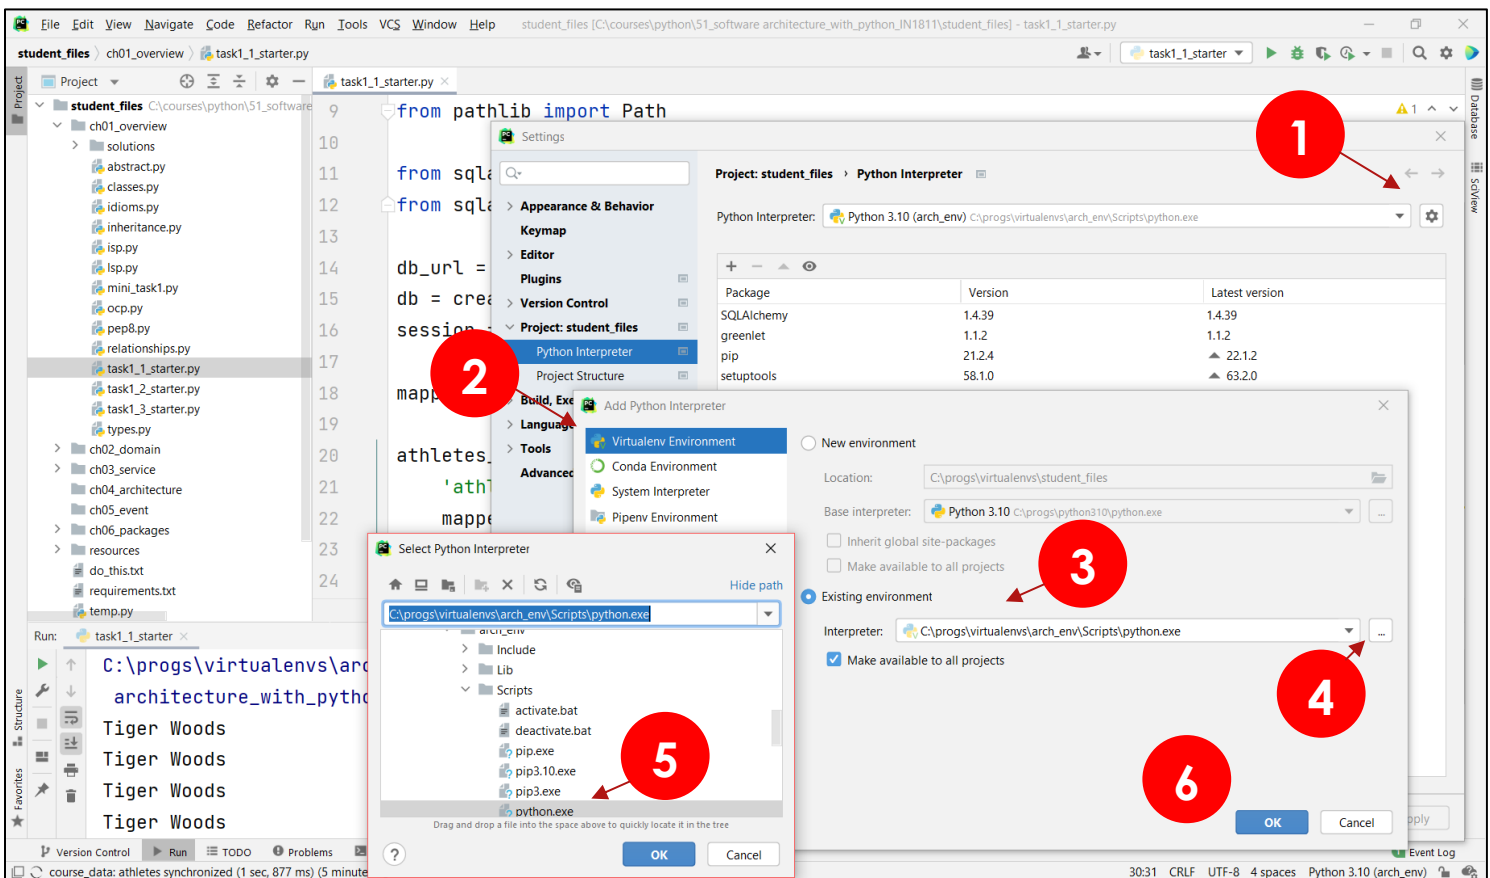 File Edit View Navigate Code Refactor Run Tools VCS Window Help student_files [C:\courses\python\51_software architecture_with_python_IN1811\student_files] - task1_1_starter.py
student_files ch01_overview task1_1_starter.py task1_1_starter
Project
Project
task1_1_starter.py
student_files C:\courses\python\51_software
ch01_overview
solutions
abstract.py
classes.py
idioms.py
inheritance.py
isp.py
lsp.py
mini_task1.py
ocp.py
pep8.py
relationships.py
task1_1_starter.py
task1_2_starter.py
task1_3_starter.py
types.py
ch02_domain
ch03_service
ch04_architecture
ch05_event
ch06_packages
resources
do_this.txt
requirements.txt
temp.py
9 from pathlib import Path
10
11 from sqla
12 from sqla
13
14 db_url =
15 db = crea
16 session
17
18 mapp
19
20 athletes_
21 'athl
22 mappe
23
24
1
Database
SciView
Settings
Project: student_files › Python Interpreter
Python Interpreter: Python 3.10 (arch_env) C:\progs\virtualenvs\arch_env\Scripts\python.exe
Appearance & Behavior
Keymap
Editor
Plugins
Version Control
Project: student_files
Python Interpreter
Project Structure
Build, Exe
Language
Tools
Advanced
Package Version Latest version
SQLAlchemy 1.4.39 1.4.39
greenlet 1.1.2 1.1.2
pip 21.2.4 22.1.2
setuptools 58.1.0 63.2.0
1
2
Add Python Interpreter
Virtualenv Environment
Conda Environment
System Interpreter
Pipenv Environment
New environment
Location: C:\progs\virtualenvs\student_files
Base interpreter: Python 3.10 C:\progs\python310\python.exe ...
Inherit global site-packages
Make available to all projects
3
Existing environment
Interpreter: C:\progs\virtualenvs\arch_env\Scripts\python.exe ...
Make available to all projects
4
6
OK Cancel
Select Python Interpreter
Hide path
C:\progs\virtualenvs\arch_env\Scripts\python.exe
arch_env
Include
Lib
Scripts
activate.bat
deactivate.bat
pip.exe
pip3.10.exe
pip3.exe
python.exe
5
Drag and drop a file into the space above to quickly locate it in the tree
? OK Cancel
Run: task1_1_starter
C:\progs\virtualenvs\arc
architecture_with_pytho
Tiger Woods
Tiger Woods
Tiger Woods
Tiger Woods
Structure
Favorites
Version Control Run TODO Problems
Event Log
course_data: athletes synchronized (1 sec, 877 ms) (5 minute
30:31 CRLF UTF-8 4 spaces Python 3.10 (arch_env)